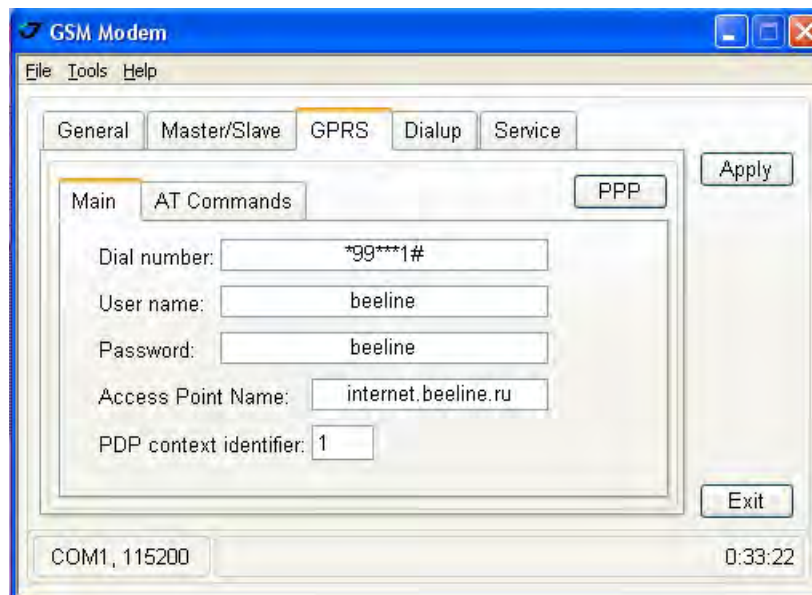 GSM Modem
File Tools Help
General Master/Slave GPRS Dialup Service
Apply
Main AT Commands PPP
Dial number: *99***1#
User name: beeline
Password: beeline
Access Point Name: internet.beeline.ru
PDP context identifier: 1
Exit
COM1, 115200 0:33:22